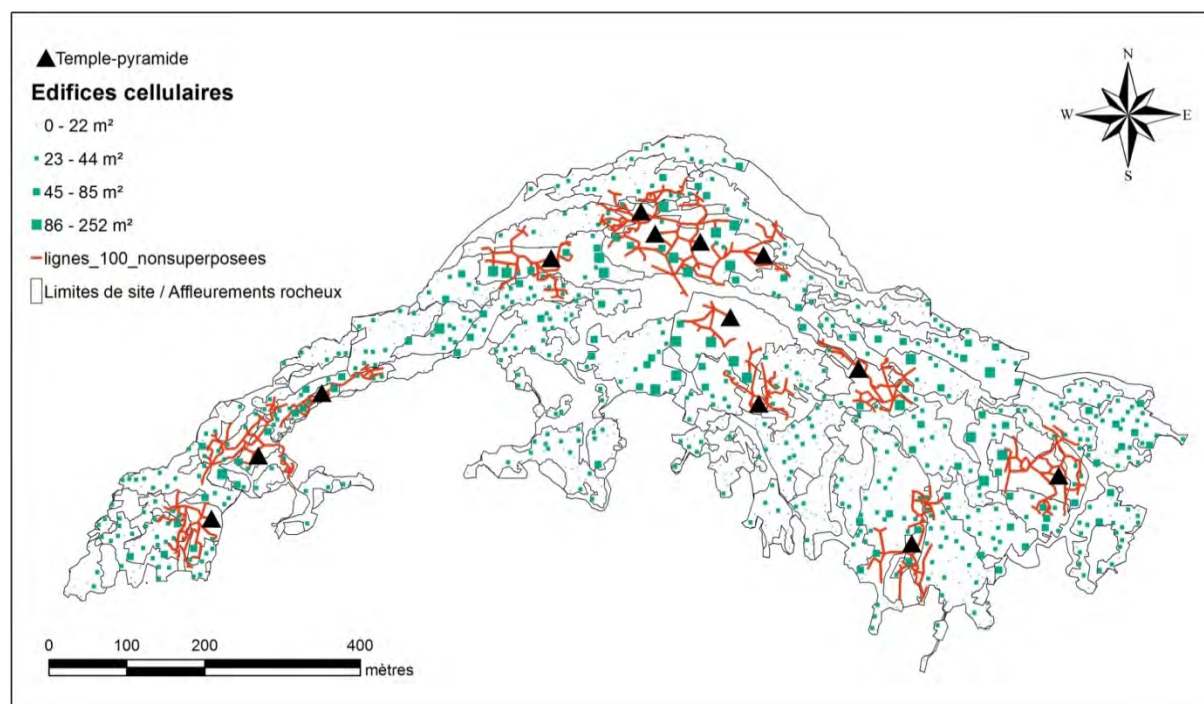 Temple-pyramide
Edifices cellulaires
0 - 22 m²
23 - 44 m²
45 - 85 m²
86 - 252 m²
lignes_100_nonsuperposees
Limites de site / Affleurements rocheux
N
W E
S
0 100 200 400
mètres